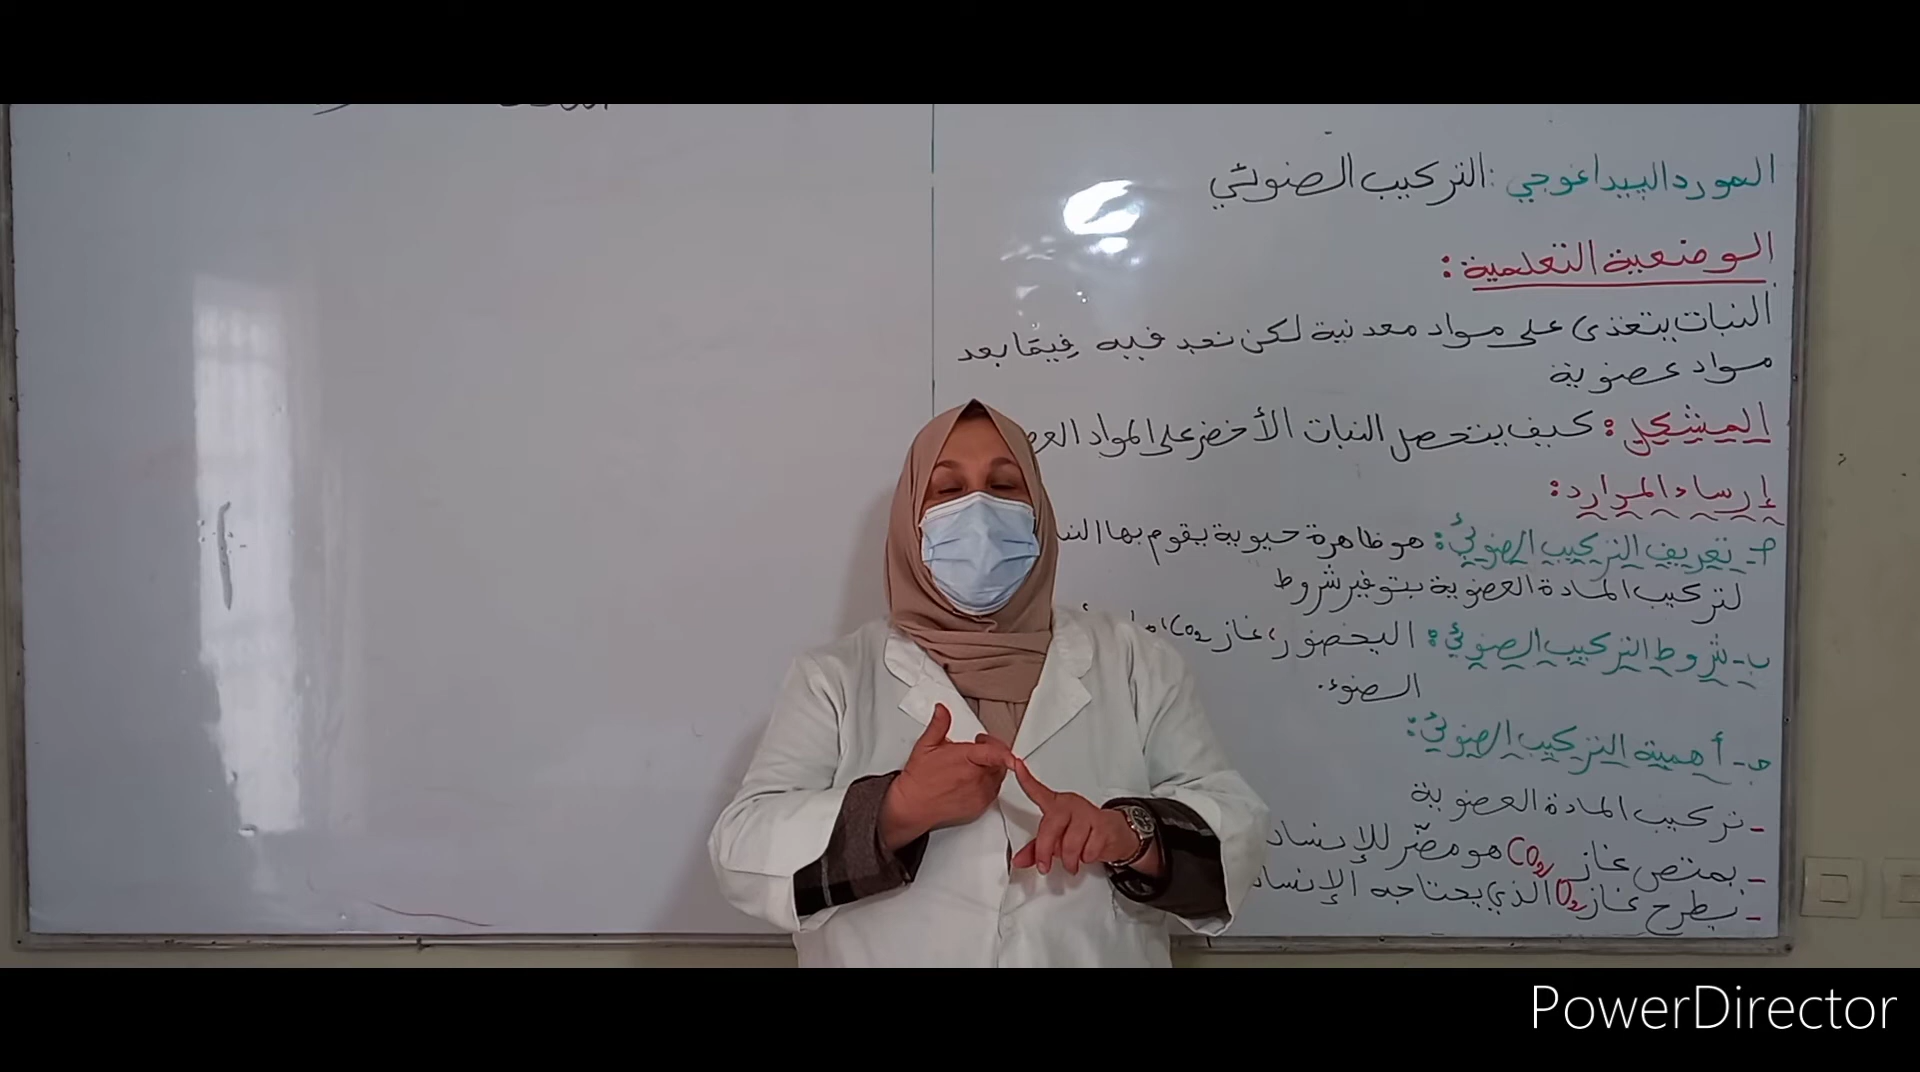 المورد البيداغوجي: التركيب الضوئي
الوضعية التعلمية:
النبات يتغذى على مواد معدنية لكن نجد فيه فيما بعد
مواد عضوية
المشكل: كيف يتحصل النبات الأخضر على المواد
إرساء الموارد:
أ- تعريف التركيب الضوئي: هو ظاهرة حيوية يقوم بها
لتركيب المادة العضوية بتوفير شروط
ب- شروط التركيب الضوئي: اليخضور، غاز CO2،
الضوء.
ج- أهمية التركيب الضوئي:
- تركيب المادة العضوية
- يمتص غاز CO2 هو مضّر للإنسان
- يطرح غاز O2 الذي يحتاجه الإنسان
PowerDirector